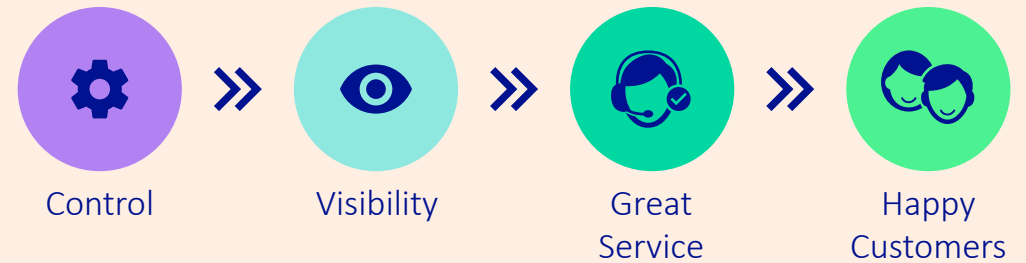 Control
Visibility
Great
Service
Happy
Customers